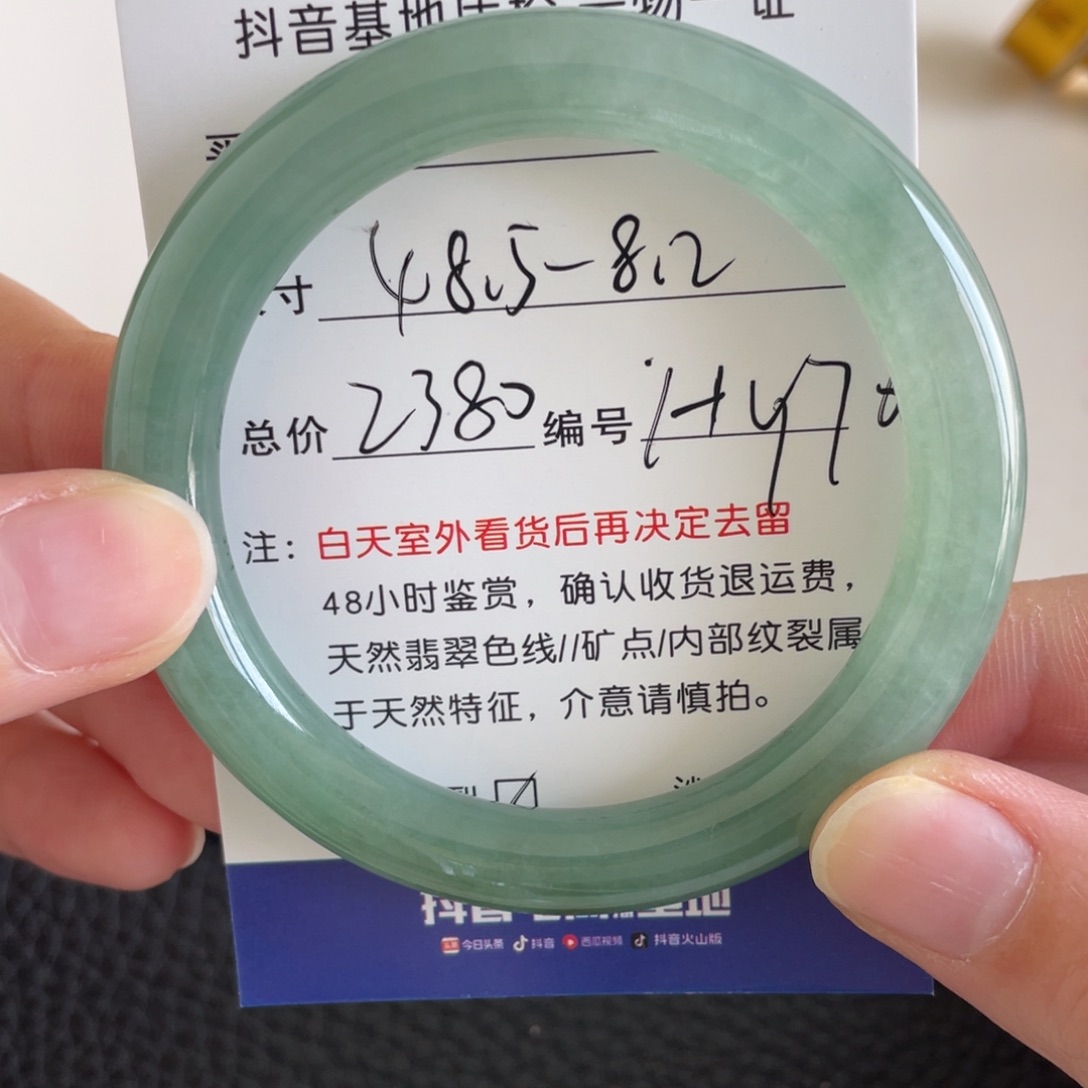 抖音基地
寸 48.5-8.2
总价 2380 编号
注：白天室外看货后再决定去留
48小时鉴赏，确认收货退运费，
天然翡翠色线//矿点/内部纹裂属
于天然特征，介意请慎拍。
今日头条 抖音 西瓜视频 抖音火山版